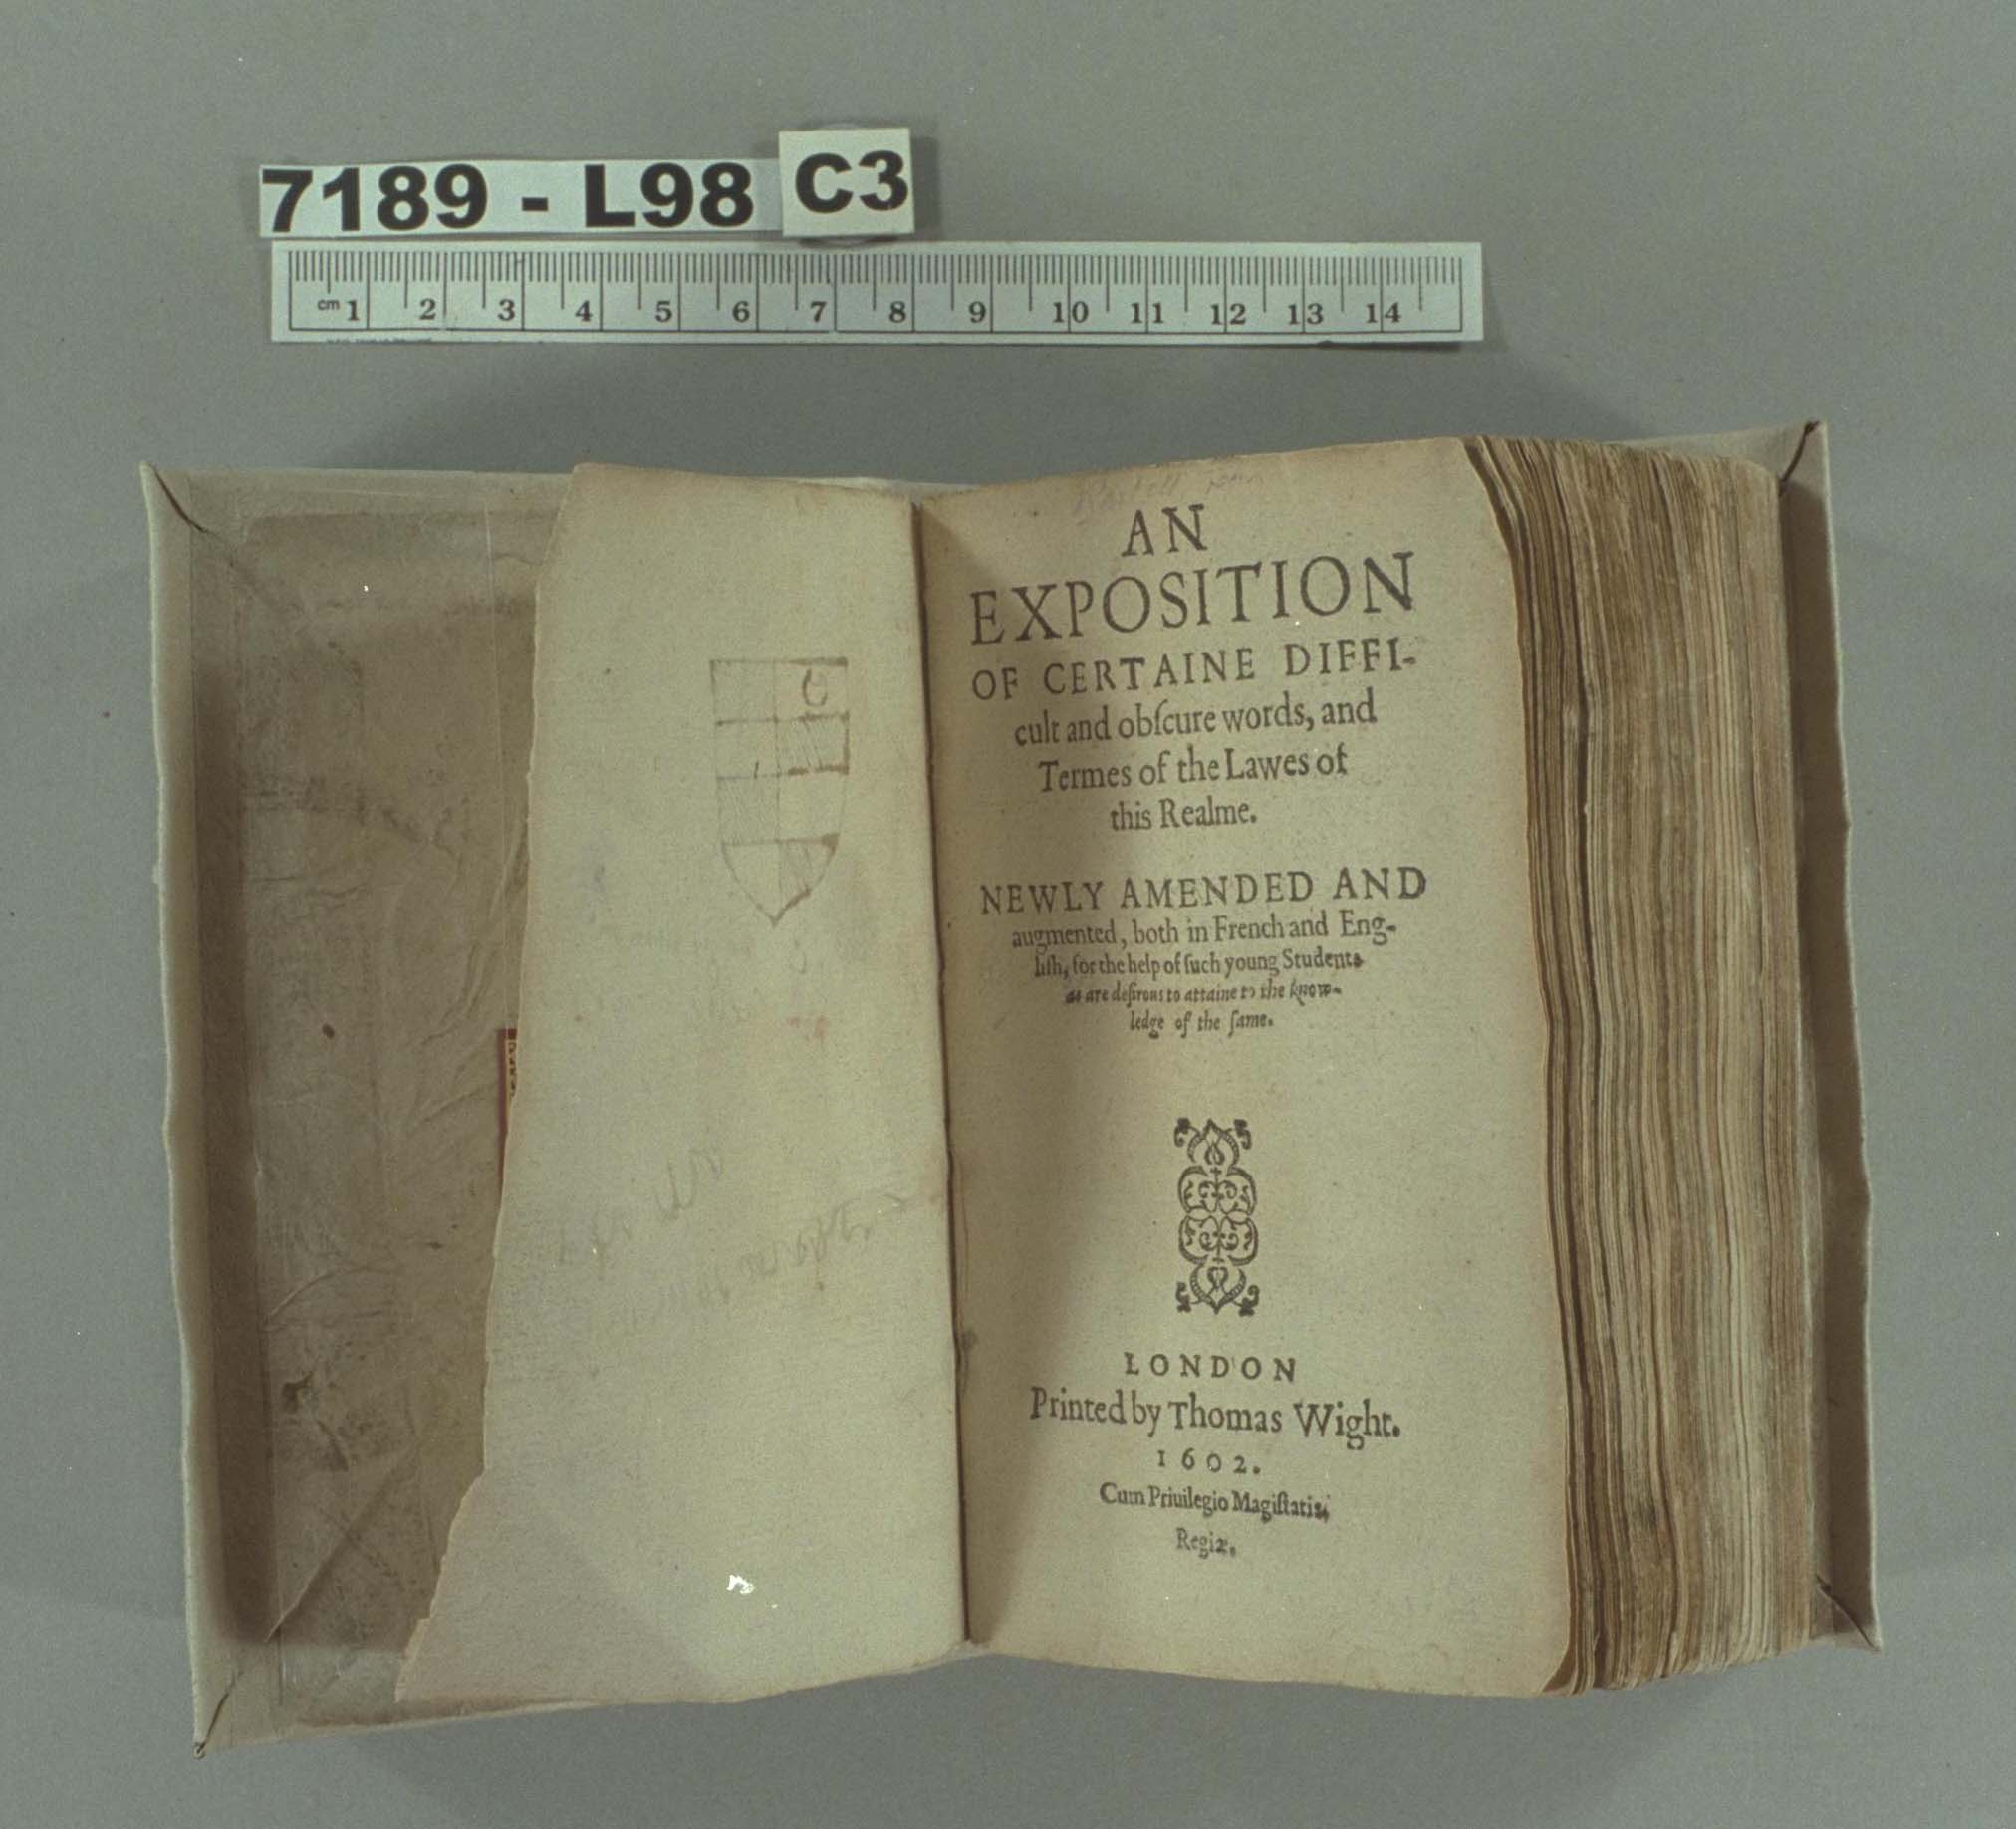 7189 - L98 C3
cm 1 2 3 4 5 6 7 8 9 10 11 12 13 14
AN
EXPOSITION
OF CERTAINE DIFFI-
cult and obſcure words, and
Termes of the Lawes of
this Realme.
NEWLY AMENDED AND
augmented, both in French and Eng-
liſh, for the help of ſuch young Students
as are deſirous to attaine to the know-
ledge of the ſame.
LONDON
Printed by Thomas Wight.
1602.
Cum Priuilegio Magiſtatis,
Regiæ.